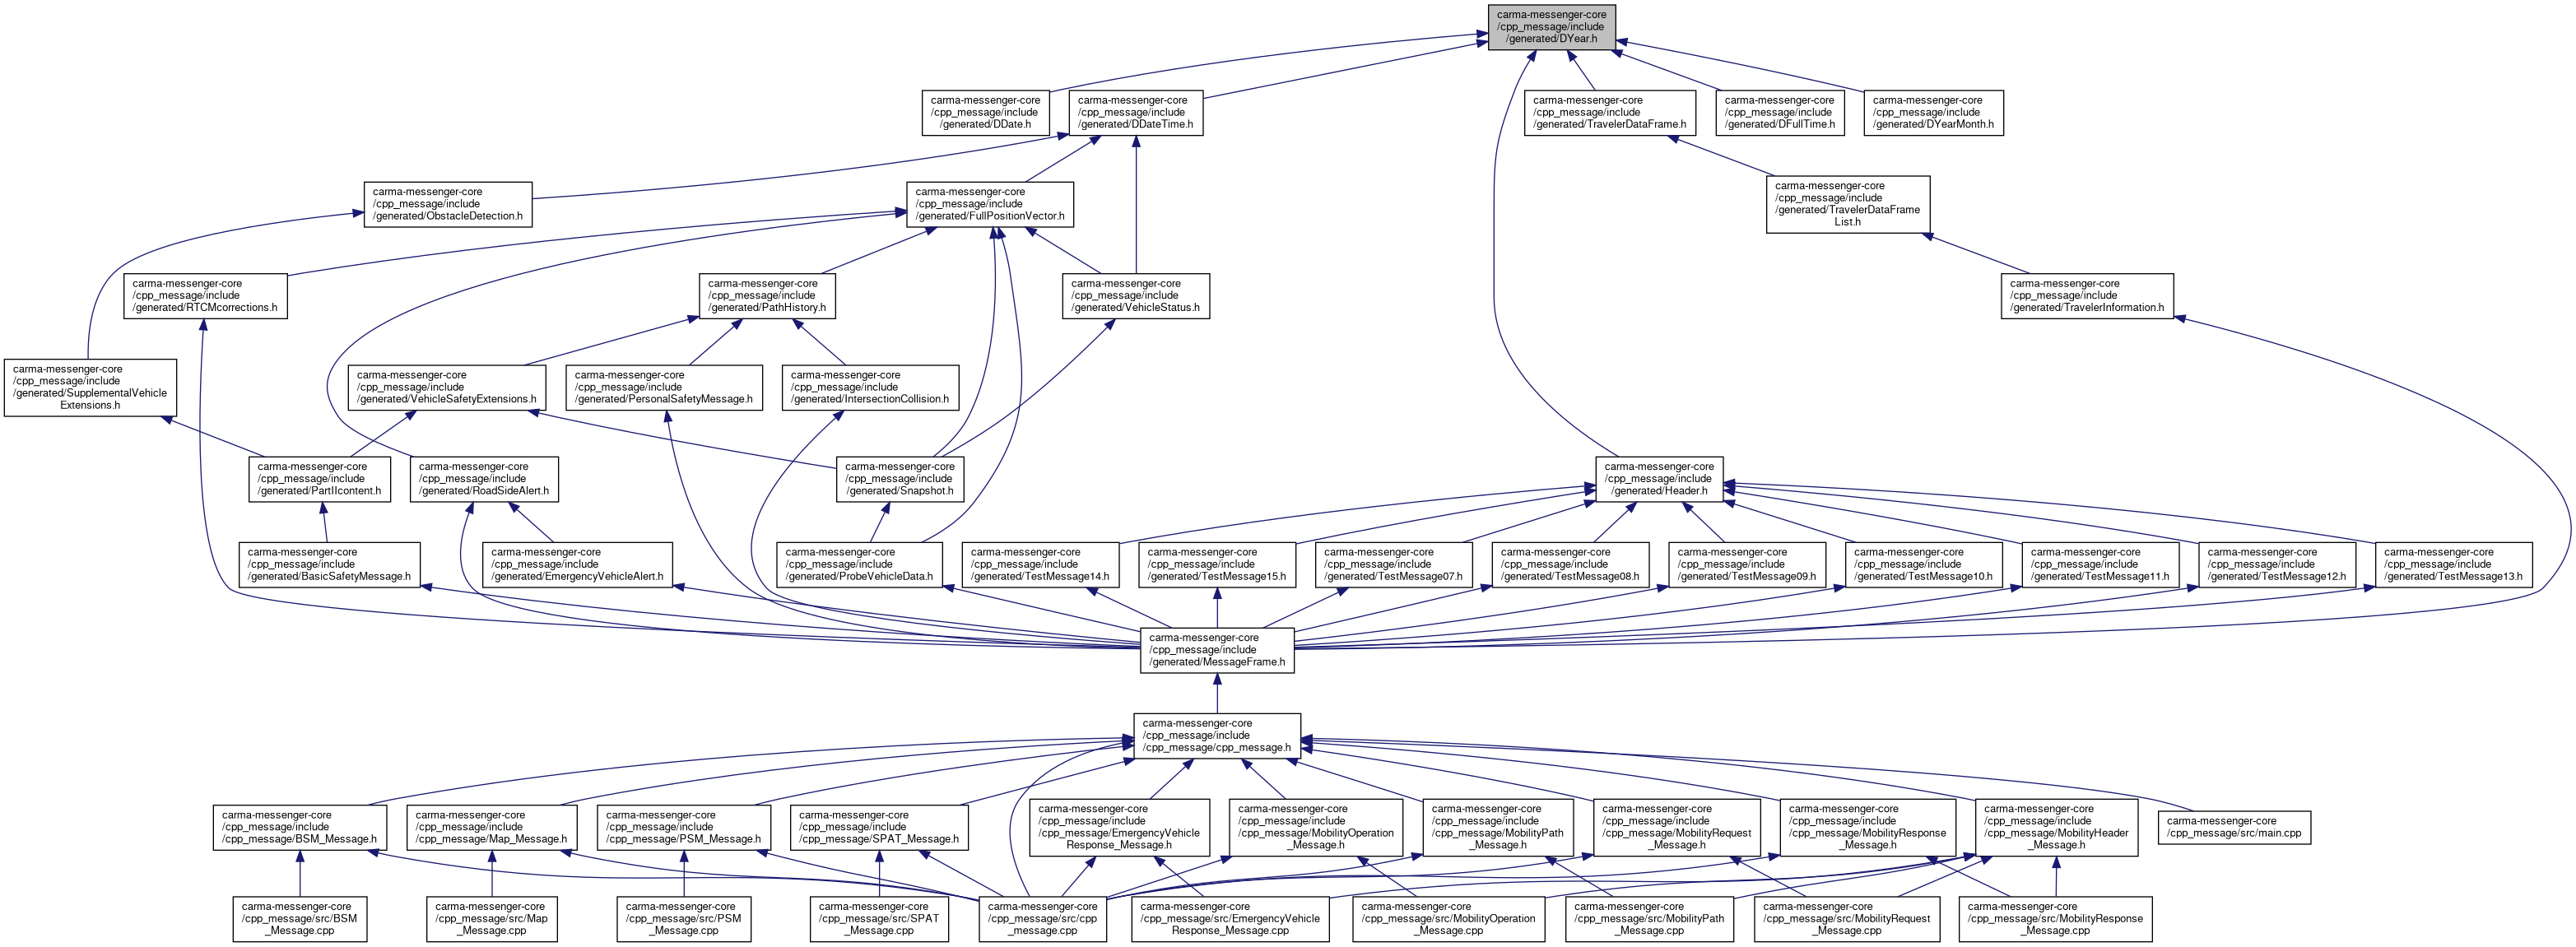 carma-messenger-core
/cpp_message/include
/generated/DYear.h
carma-messenger-core
/cpp_message/include
/generated/DDate.h
carma-messenger-core
/cpp_message/include
/generated/DDateTime.h
carma-messenger-core
/cpp_message/include
/generated/TravelerDataFrame.h
carma-messenger-core
/cpp_message/include
/generated/DFullTime.h
carma-messenger-core
/cpp_message/include
/generated/DYearMonth.h
carma-messenger-core
/cpp_message/include
/generated/ObstacleDetection.h
carma-messenger-core
/cpp_message/include
/generated/FullPositionVector.h
carma-messenger-core
/cpp_message/include
/generated/TravelerDataFrame
List.h
carma-messenger-core
/cpp_message/include
/generated/RTCMcorrections.h
carma-messenger-core
/cpp_message/include
/generated/PathHistory.h
carma-messenger-core
/cpp_message/include
/generated/VehicleStatus.h
carma-messenger-core
/cpp_message/include
/generated/TravelerInformation.h
carma-messenger-core
/cpp_message/include
/generated/SupplementalVehicle
Extensions.h
carma-messenger-core
/cpp_message/include
/generated/VehicleSafetyExtensions.h
carma-messenger-core
/cpp_message/include
/generated/PersonalSafetyMessage.h
carma-messenger-core
/cpp_message/include
/generated/IntersectionCollision.h
carma-messenger-core
/cpp_message/include
/generated/PartIIcontent.h
carma-messenger-core
/cpp_message/include
/generated/RoadSideAlert.h
carma-messenger-core
/cpp_message/include
/generated/Snapshot.h
carma-messenger-core
/cpp_message/include
/generated/Header.h
carma-messenger-core
/cpp_message/include
/generated/BasicSafetyMessage.h
carma-messenger-core
/cpp_message/include
/generated/EmergencyVehicleAlert.h
carma-messenger-core
/cpp_message/include
/generated/ProbeVehicleData.h
carma-messenger-core
/cpp_message/include
/generated/TestMessage14.h
carma-messenger-core
/cpp_message/include
/generated/TestMessage15.h
carma-messenger-core
/cpp_message/include
/generated/TestMessage07.h
carma-messenger-core
/cpp_message/include
/generated/TestMessage08.h
carma-messenger-core
/cpp_message/include
/generated/TestMessage09.h
carma-messenger-core
/cpp_message/include
/generated/TestMessage10.h
carma-messenger-core
/cpp_message/include
/generated/TestMessage11.h
carma-messenger-core
/cpp_message/include
/generated/TestMessage12.h
carma-messenger-core
/cpp_message/include
/generated/TestMessage13.h
carma-messenger-core
/cpp_message/include
/generated/MessageFrame.h
carma-messenger-core
/cpp_message/include
/cpp_message/cpp_message.h
carma-messenger-core
/cpp_message/include
/cpp_message/BSM_Message.h
carma-messenger-core
/cpp_message/include
/cpp_message/Map_Message.h
carma-messenger-core
/cpp_message/include
/cpp_message/PSM_Message.h
carma-messenger-core
/cpp_message/include
/cpp_message/SPAT_Message.h
carma-messenger-core
/cpp_message/include
/cpp_message/EmergencyVehicle
Response_Message.h
carma-messenger-core
/cpp_message/include
/cpp_message/MobilityOperation
_Message.h
carma-messenger-core
/cpp_message/include
/cpp_message/MobilityPath
_Message.h
carma-messenger-core
/cpp_message/include
/cpp_message/MobilityRequest
_Message.h
carma-messenger-core
/cpp_message/include
/cpp_message/MobilityResponse
_Message.h
carma-messenger-core
/cpp_message/include
/cpp_message/MobilityHeader
_Message.h
carma-messenger-core
/cpp_message/src/main.cpp
carma-messenger-core
/cpp_message/src/BSM
_Message.cpp
carma-messenger-core
/cpp_message/src/Map
_Message.cpp
carma-messenger-core
/cpp_message/src/PSM
_Message.cpp
carma-messenger-core
/cpp_message/src/SPAT
_Message.cpp
carma-messenger-core
/cpp_message/src/cpp
_message.cpp
carma-messenger-core
/cpp_message/src/EmergencyVehicle
Response_Message.cpp
carma-messenger-core
/cpp_message/src/MobilityOperation
_Message.cpp
carma-messenger-core
/cpp_message/src/MobilityPath
_Message.cpp
carma-messenger-core
/cpp_message/src/MobilityRequest
_Message.cpp
carma-messenger-core
/cpp_message/src/MobilityResponse
_Message.cpp